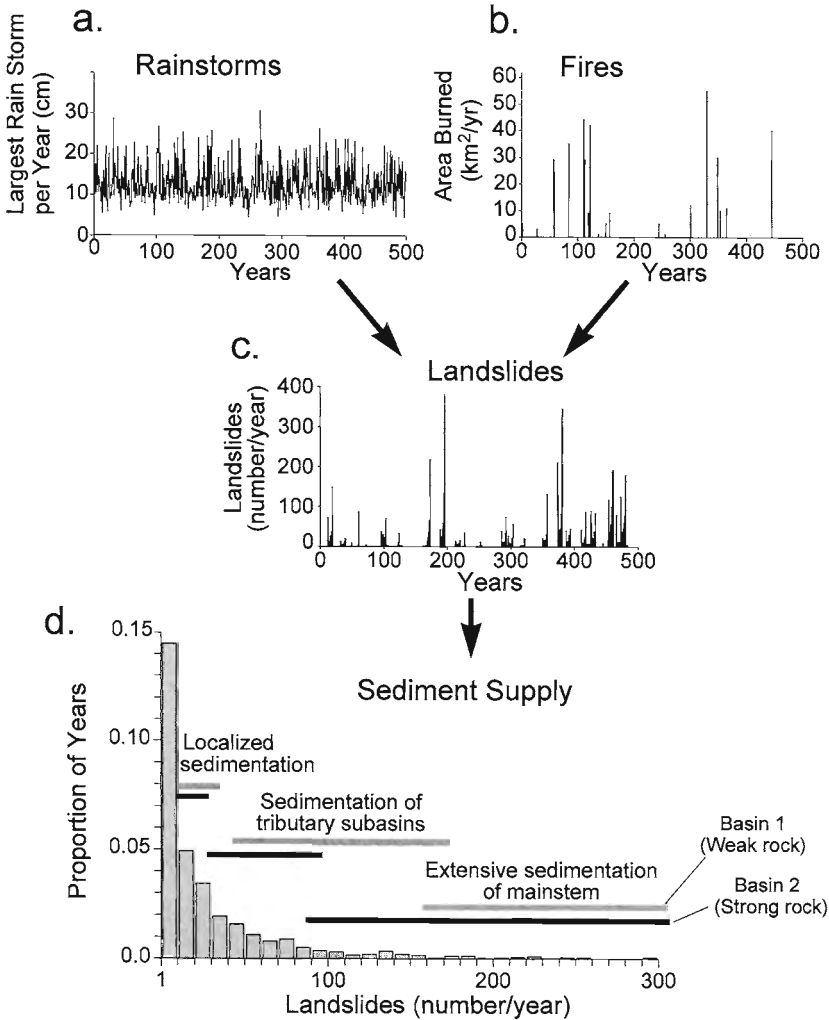 a.
Rainstorms
Largest Rain Storm
per Year (cm)
30
20
10
0
0 100 200 300 400 500
Years
b.
Fires
Area Burned
(km²/yr)
60
50
40
30
20
10
0
0 100 200 300 400 500
Years
c.
Landslides
Landslides
(number/year)
400
300
200
100
0
0 100 200 300 400 500
Years
d.
Sediment Supply
Proportion of Years
0.15
0.10
0.05
0.0
Localized
sedimentation
Sedimentation of
tributary subasins
Extensive sedimentation
of mainstem
Basin 1
(Weak rock)
Basin 2
(Strong rock)
1 100 200 300
Landslides (number/year)